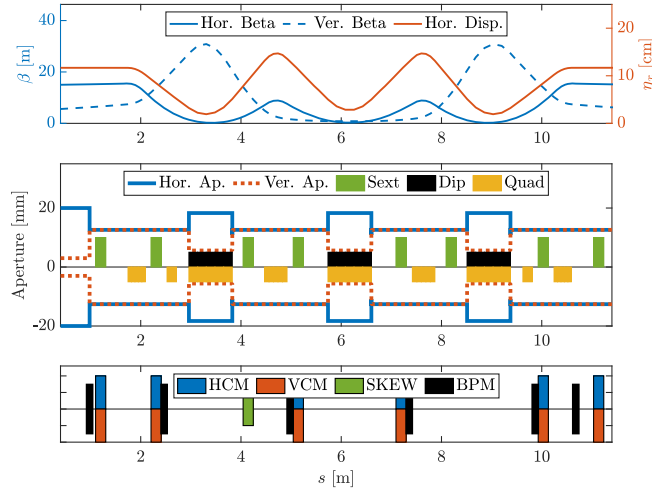 Hor. Beta Ver. Beta Hor. Disp.
β [m]
40
20
0
20
10
0
η_x [cm]
2 4 6 8 10
Hor. Ap. Ver. Ap. Sext Dip Quad
Aperture [mm]
20
0
-20
2 4 6 8 10
HCM VCM SKEW BPM
2 4 6 8 10
s [m]